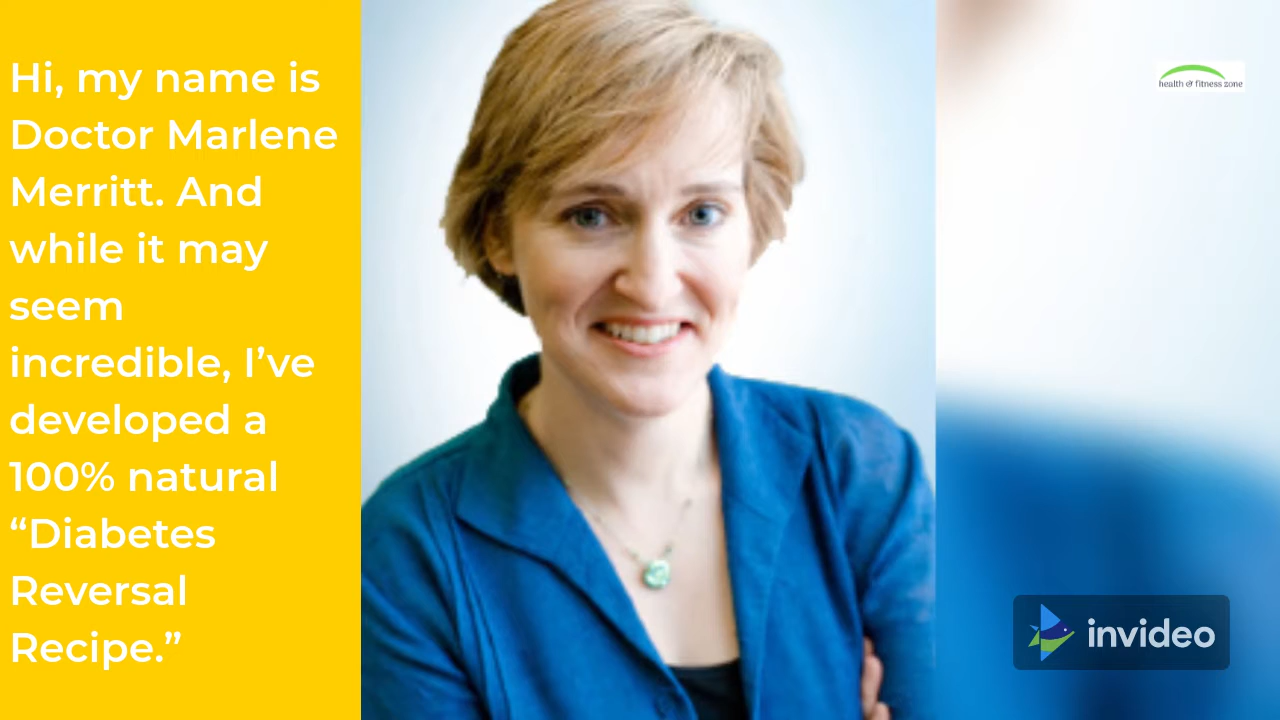 Hi, my name is
Doctor Marlene
Merritt. And
while it may
seem
incredible, I’ve
developed a
100% natural
“Diabetes
Reversal
Recipe.”
health & fitness zone
invideo